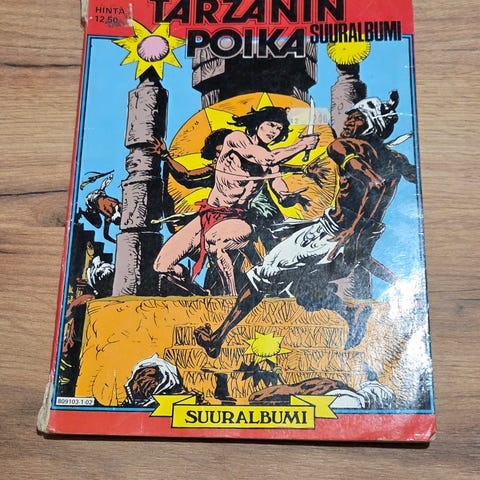 HINTA
12,50
TARZANIN
POIKA
SUURALBUMI
SUURALBUMI
809103-1-02